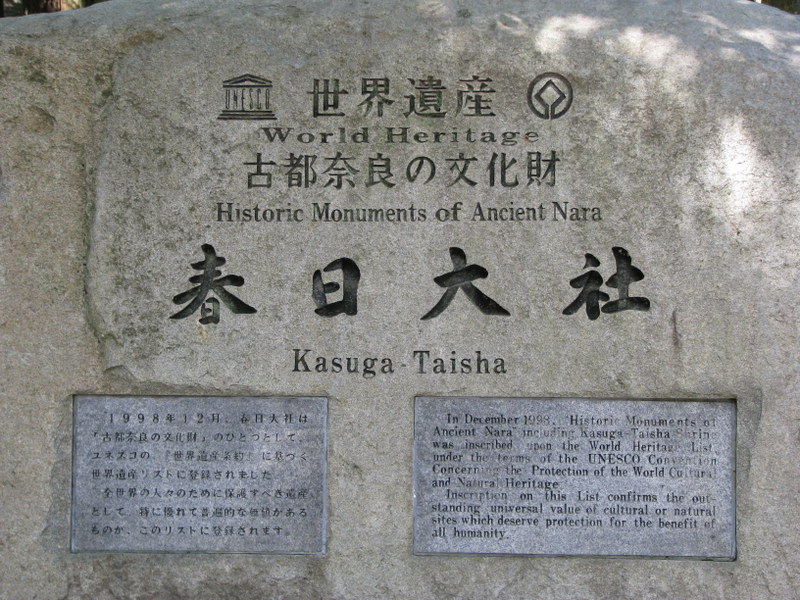 UNESCO
世界遺産
World Heritage
古都奈良の文化財
Historic Monuments of Ancient Nara
春日大社
Kasuga-Taisha
1998年12月、春日大社は
「古都奈良の文化財」のひとつとして、
ユネスコの 「世界遺産条約」に基づく
世界遺産リストに登録されました
全世界の人々のために保護すべき遺産
として、特に優れて普遍的な価値がある
ものが、このリストに登録されます。
In December 1998, "Historic Monuments of
Ancient Nara" including Kasuga-Taisha Shrine
was inscribed upon the World Heritage List
under the terms of the UNESCO Convention
Concerning the Protection of the World Cultural
and Natural Heritage.
Inscription on this List confirms the out-
standing universal value of cultural or natural
sites which deserve protection for the benefit of
all humanity.